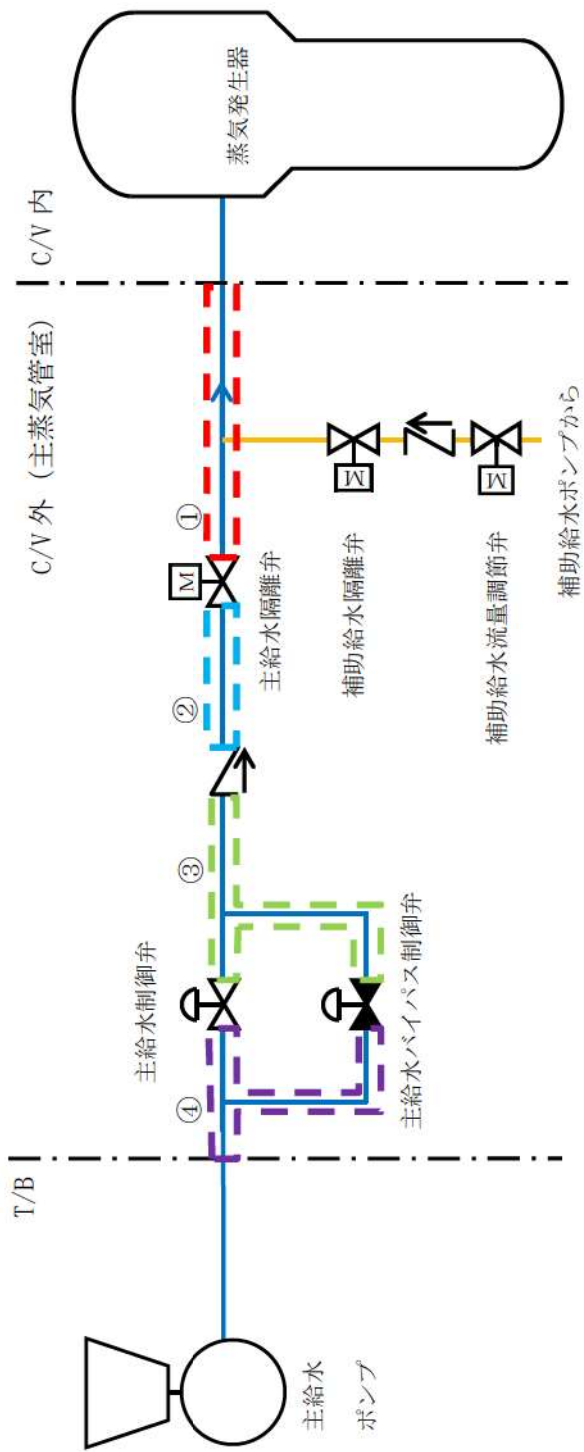 T/B
C/V 外 (主蒸気管室)
C/V 内
主給水制御弁
④
③
②
①
M
主給水隔離弁
蒸気発生器
主給水バイパス制御弁
M
補助給水隔離弁
M
補助給水流量調節弁
補助給水ポンプから
主給水
ポンプ